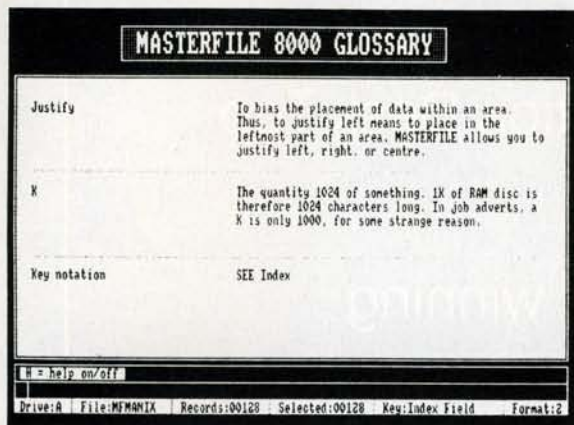 MASTERFILE 8000 GLOSSARY
Justify
To bias the placement of data within an area.
Thus, to justify left means to place in the
leftmost part of an area. MASTERFILE allows you to
justify left, right, or centre.
K
The quantity 1024 of something. 1K of RAM disc is
therefore 1024 characters long. In job adverts, a
K is only 1000, for some strange reason.
Key notation
SEE Index
H = help on/off
Drive:A File:MFMANIX Records:00128 Selected:00128 Key:Index Field Format:2